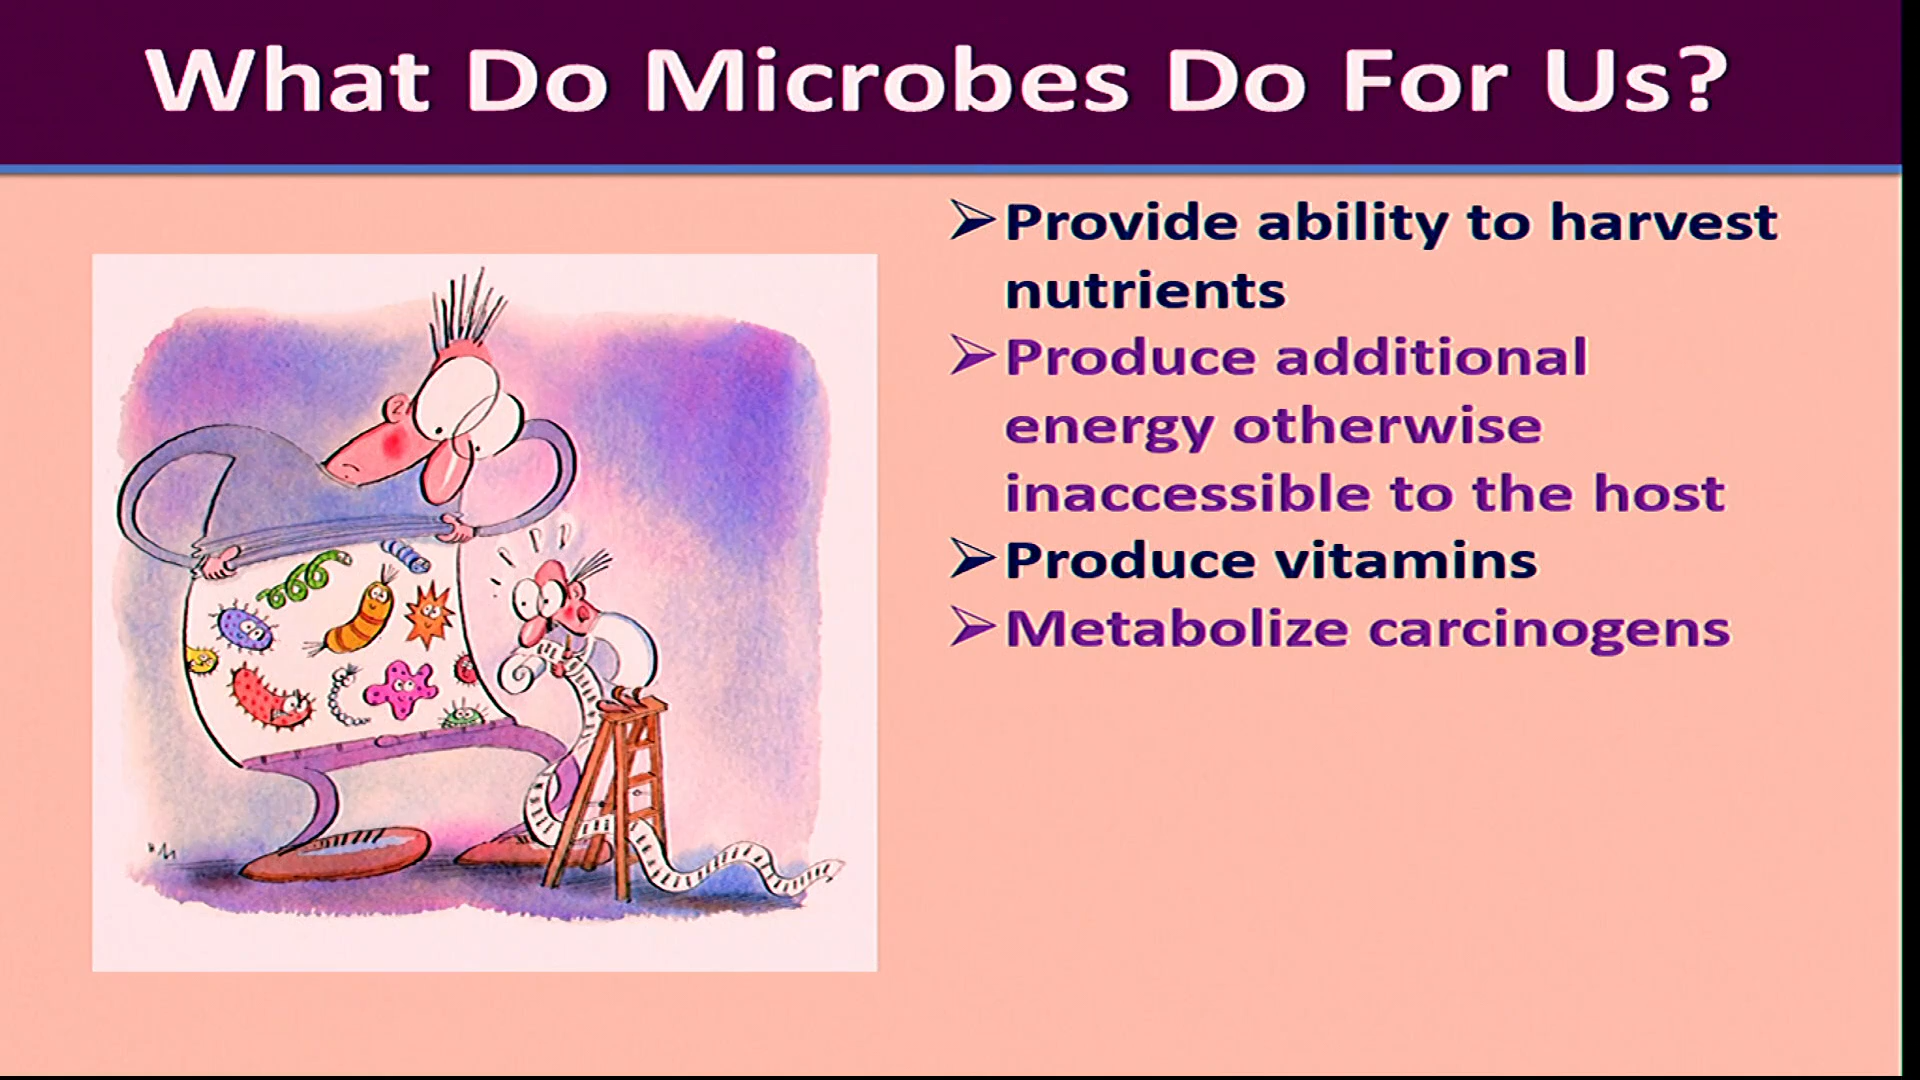 What Do Microbes Do For Us?
➢Provide ability to harvest
nutrients
➢Produce additional
energy otherwise
inaccessible to the host
➢Produce vitamins
➢Metabolize carcinogens